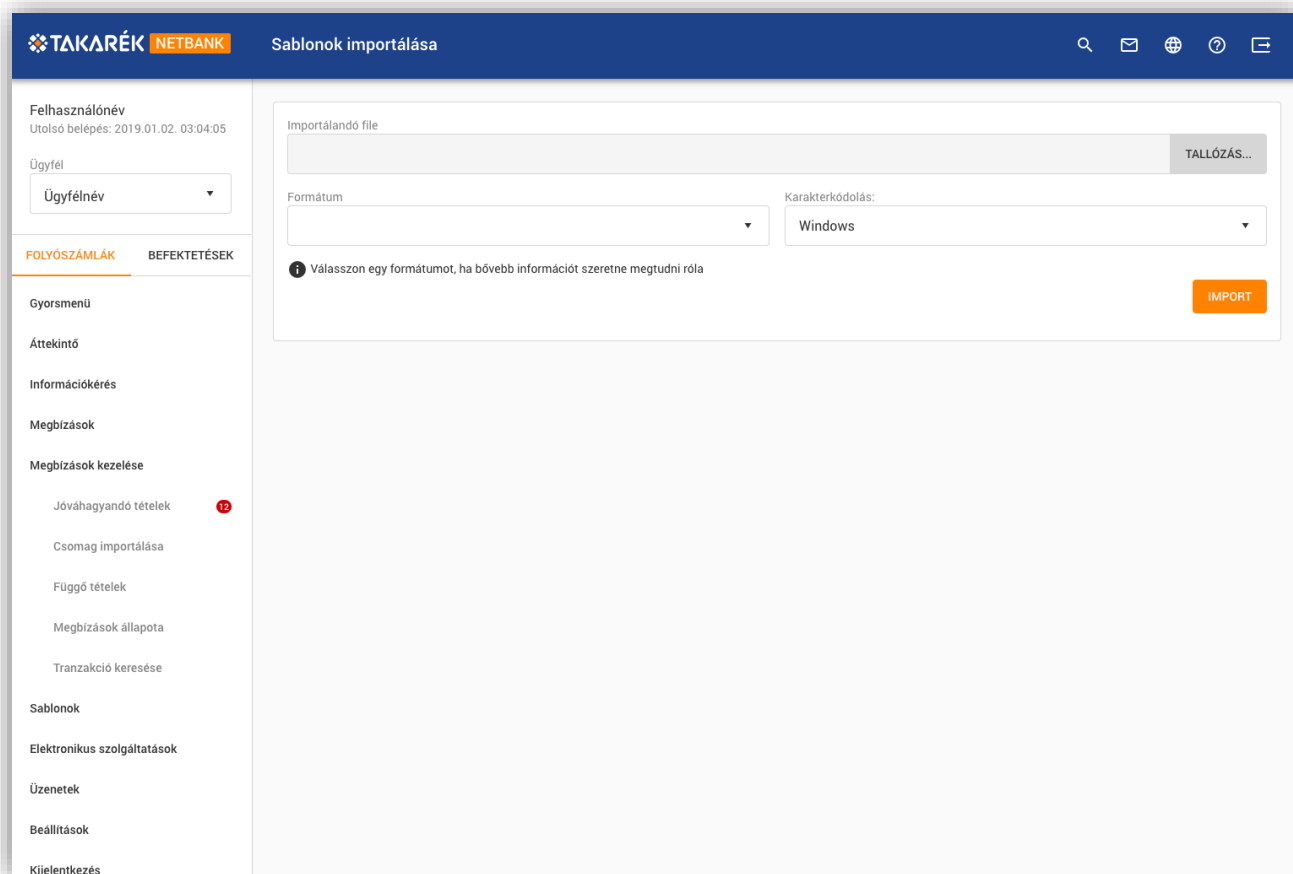 TAKARÉK NETBANK
Sablonok importálása
Felhasználónév
Utolsó belépés: 2019.01.02. 03:04:05
Ügyfél
Ügyfélnév
FOLYÓSZÁMLÁK
BEFEKTETÉSEK
Gyorsmenü
Áttekintő
Információkérés
Megbízások
Megbízások kezelése
Jóváhagyandó tételek 12
Csomag importálása
Függő tételek
Megbízások állapota
Tranzakció keresése
Sablonok
Elektronikus szolgáltatások
Üzenetek
Beállítások
Kijelentkezés
Importálandó file
TALLÓZÁS...
Formátum
Karakterkódolás:
Windows
Válasszon egy formátumot, ha bővebb információt szeretne megtudni róla
IMPORT